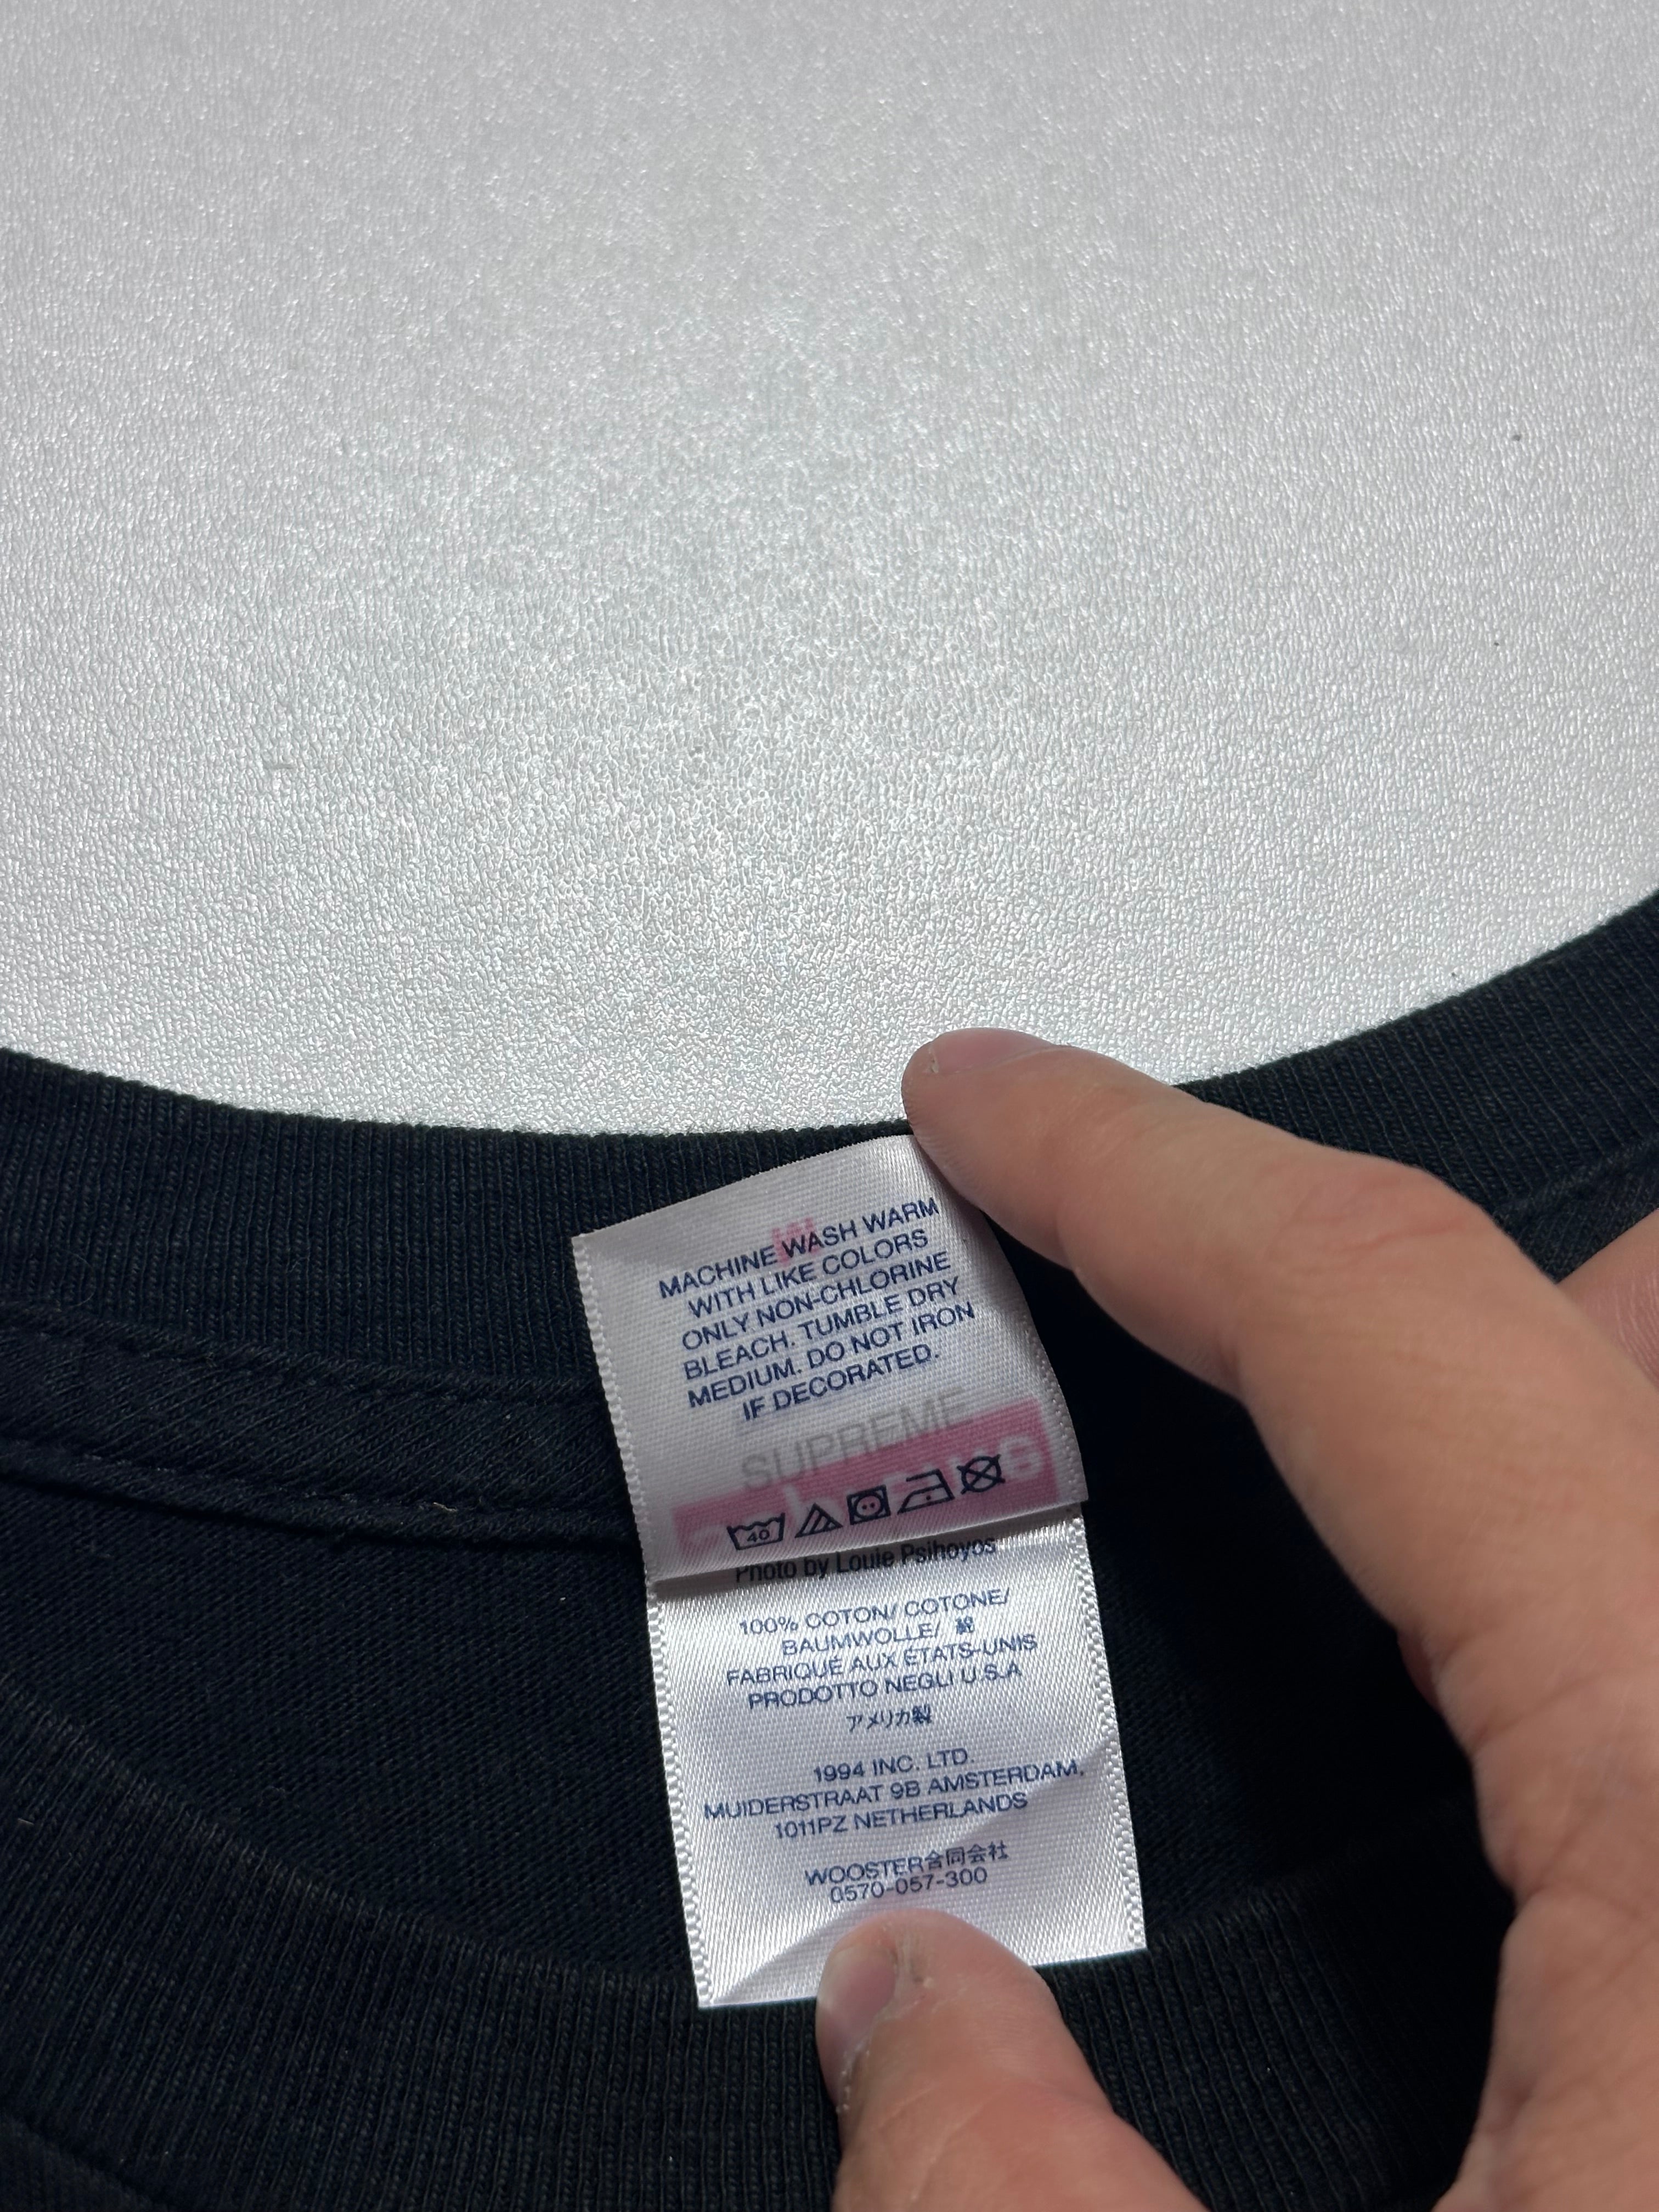 MACHINE WASH WARM
WITH LIKE COLORS
ONLY NON-CHLORINE
BLEACH. TUMBLE DRY
MEDIUM. DO NOT IRON
IF DECORATED.
SUPREME
40
Photo by Louie Psihoyos
100% COTON/ COTONE/
BAUMWOLLE/ 綿
FABRIQUÉ AUX ÉTATS-UNIS
PRODOTTO NEGLI U.S.A
アメリカ製
1994 INC. LTD.
MUIDERSTRAAT 9B AMSTERDAM,
1011PZ NETHERLANDS
WOOSTER合同会社
0570-057-300